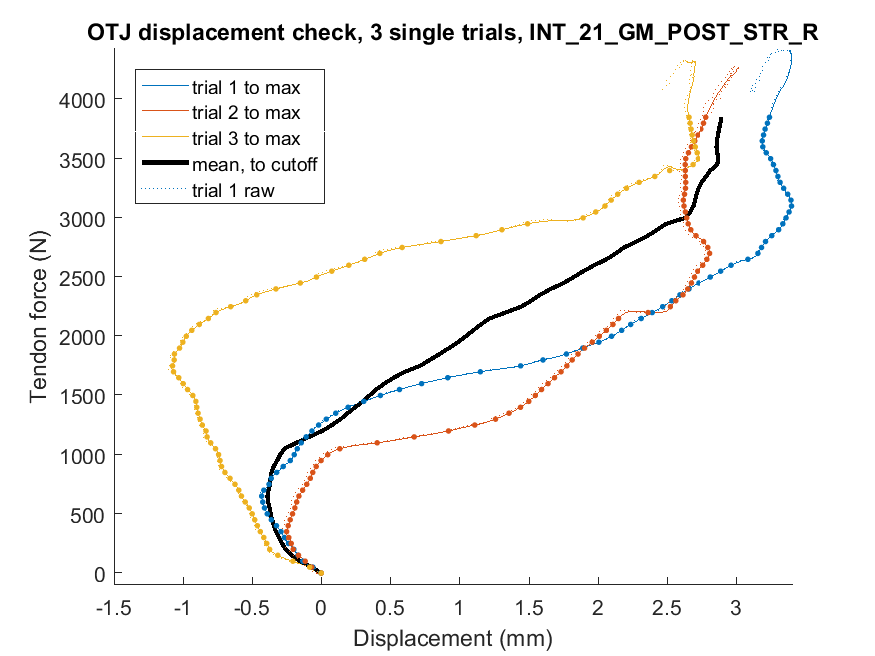 OTJ displacement check, 3 single trials, INT_21_GM_POST_STR_R
trial 1 to max
trial 2 to max
trial 3 to max
mean, to cutoff
trial 1 raw
Tendon force (N)
4000
3500
3000
2500
2000
1500
1000
500
0
-1.5 -1 -0.5 0 0.5 1 1.5 2 2.5 3
Displacement (mm)